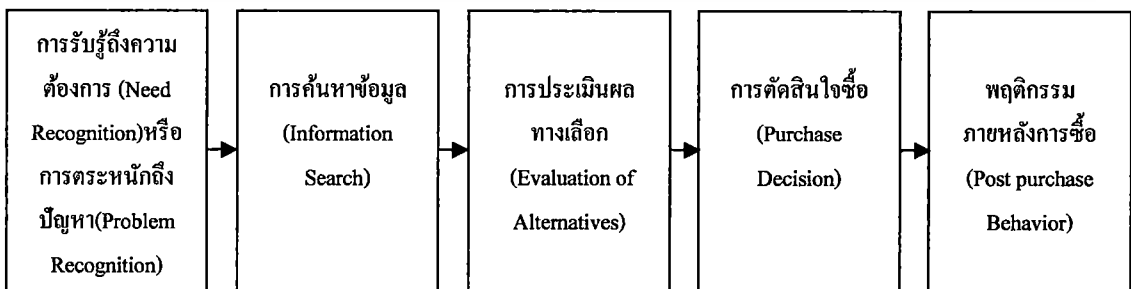 การรับรู้ถึงความ
ต้องการ (Need
Recognition)หรือ
การตระหนักถึง
ปัญหา(Problem
Recognition)
การค้นหาข้อมูล
(Information
Search)
การประเมินผล
ทางเลือก
(Evaluation of
Alternatives)
การตัดสินใจซื้อ
(Purchase
Decision)
พฤติกรรม
ภายหลังการซื้อ
(Post purchase
Behavior)